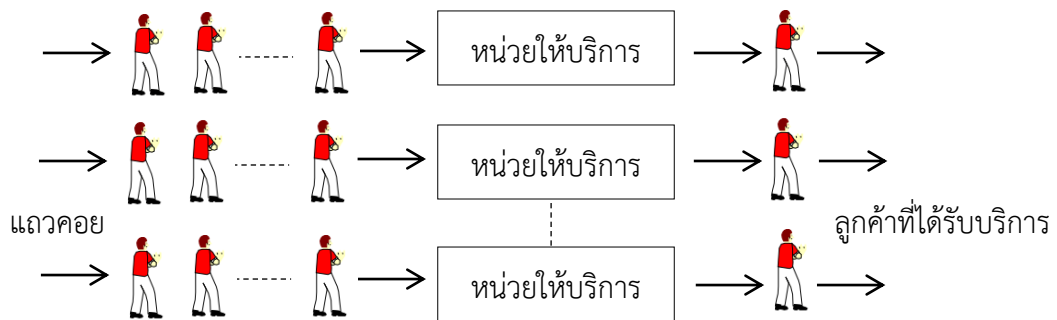 หน่วยให้บริการ
หน่วยให้บริการ
แถวคอย
ลูกค้าที่ได้รับบริการ
หน่วยให้บริการ